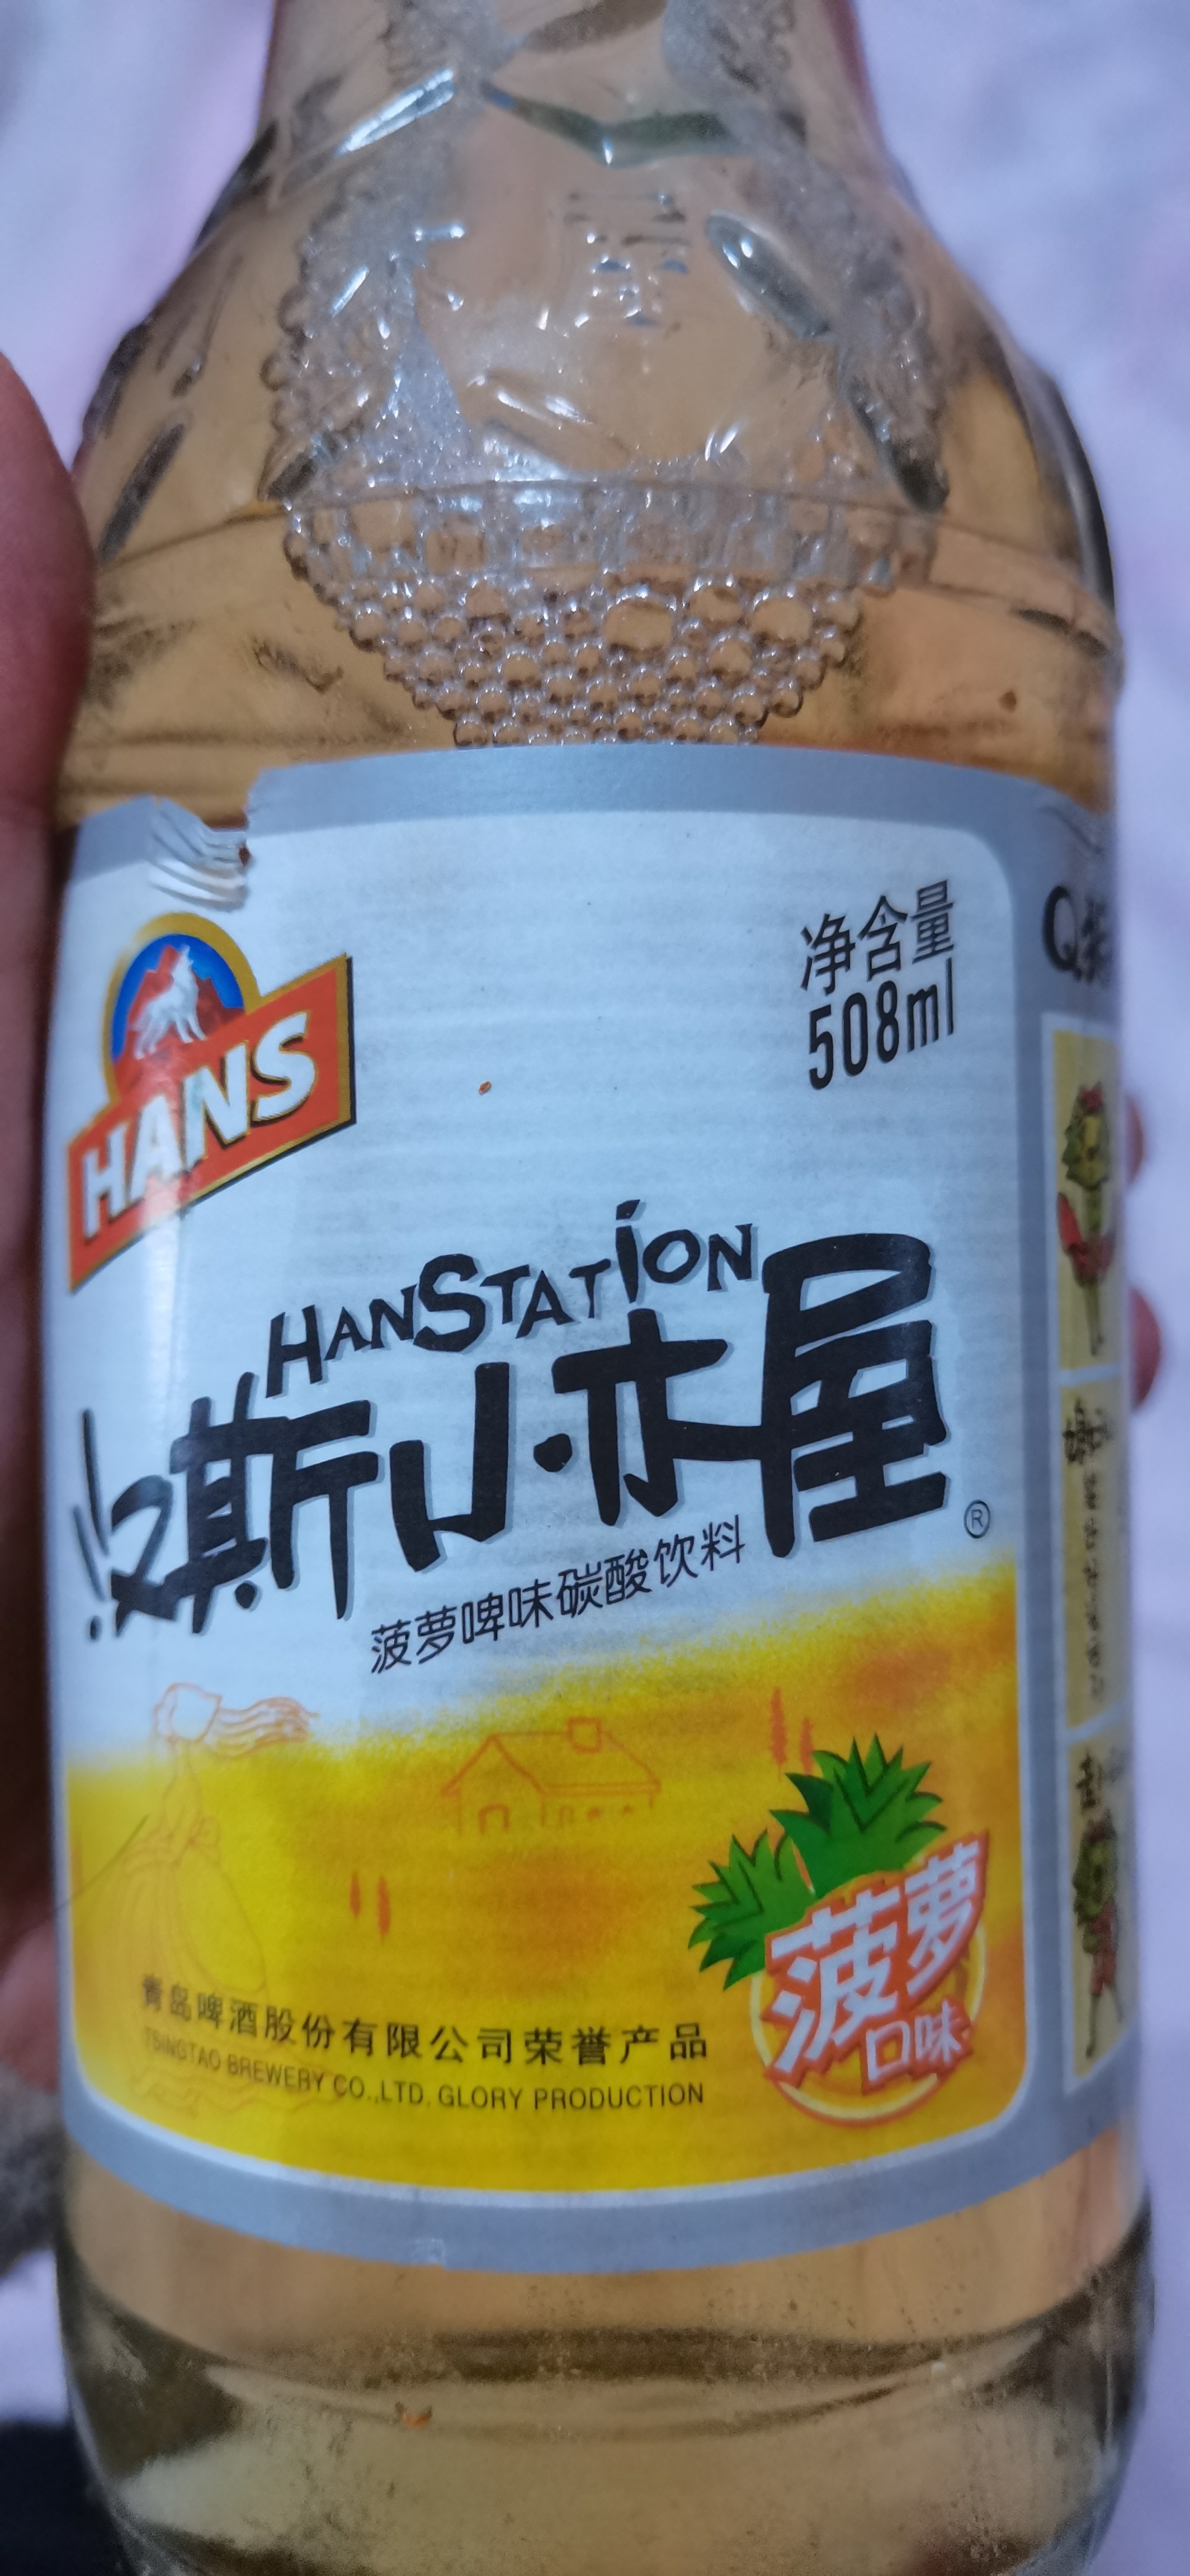 净含量
508ml
HANS
HANSTATION
汉斯小木屋
®
菠萝啤味碳酸饮料
菠萝
口味
青岛啤酒股份有限公司荣誉产品
TSINGTAO BREWERY CO.,LTD. GLORY PRODUCTION